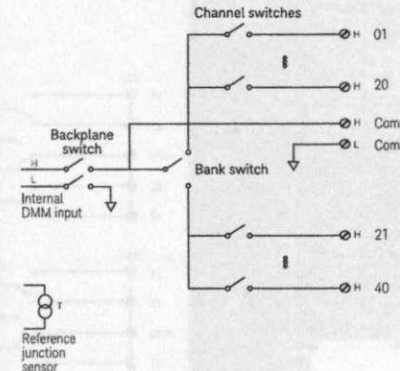 Channel switches
H 01
H 20
H Com
L Com
Backplane
switch
H
L
Internal
DMM input
Bank switch
H 21
H 40
T
Reference
junction
sensor